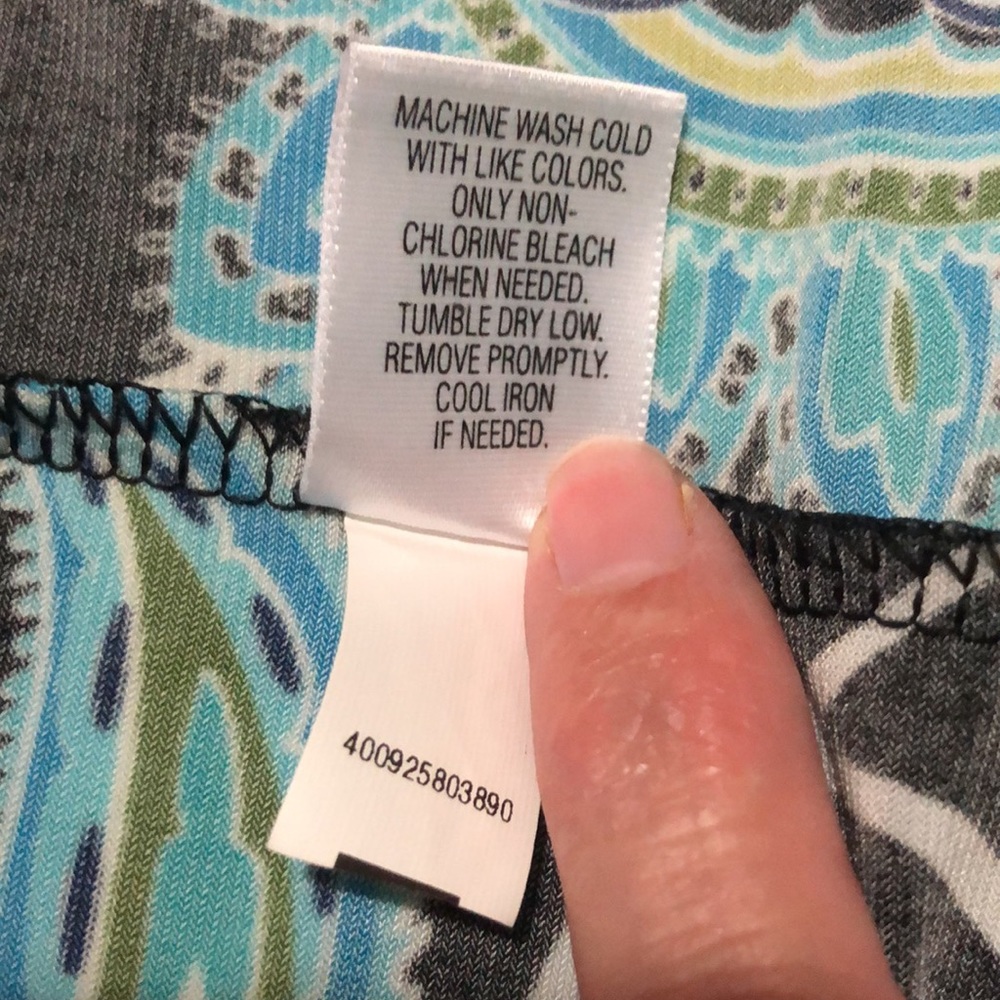 MACHINE WASH COLD
WITH LIKE COLORS.
ONLY NON-
CHLORINE BLEACH
WHEN NEEDED.
TUMBLE DRY LOW.
REMOVE PROMPTLY.
COOL IRON
IF NEEDED.
400925803890